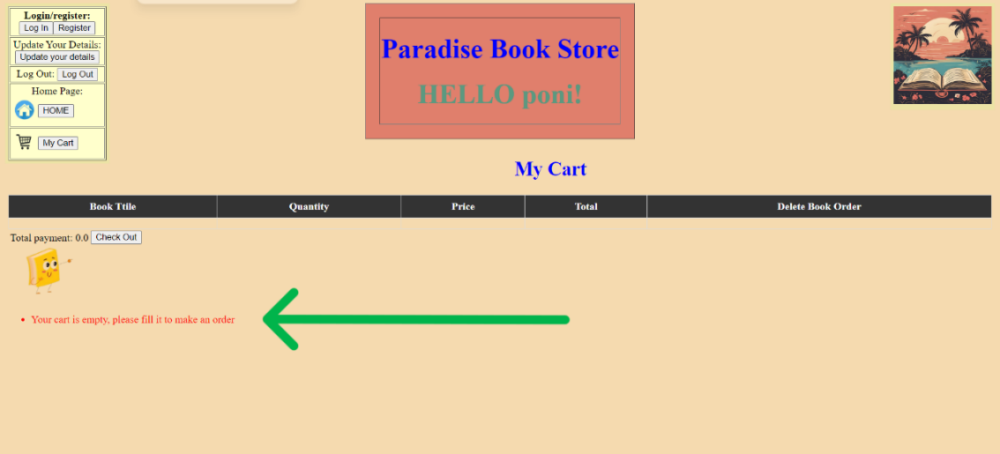 Login/register:
Log In Register
Update Your Details:
Update your details
Log Out: Log Out
Home Page:
HOME
My Cart
Paradise Book Store
HELLO poni!
My Cart
Book Ttile Quantity Price Total Delete Book Order
Total payment: 0.0 Check Out
Your cart is empty, please fill it to make an order